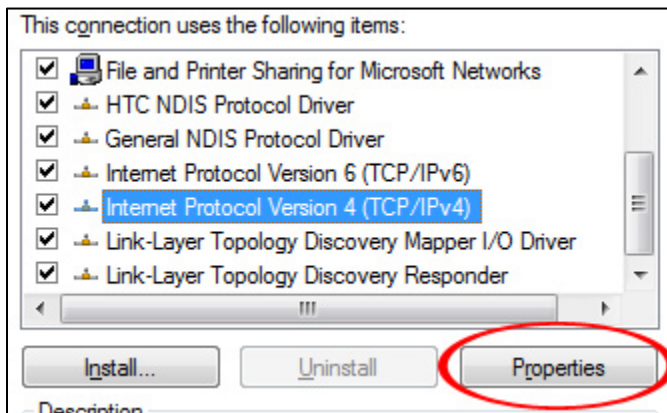 This connection uses the following items:
File and Printer Sharing for Microsoft Networks
HTC NDIS Protocol Driver
General NDIS Protocol Driver
Internet Protocol Version 6 (TCP/IPv6)
Internet Protocol Version 4 (TCP/IPv4)
Link-Layer Topology Discovery Mapper I/O Driver
Link-Layer Topology Discovery Responder
Install... Uninstall Properties
Description